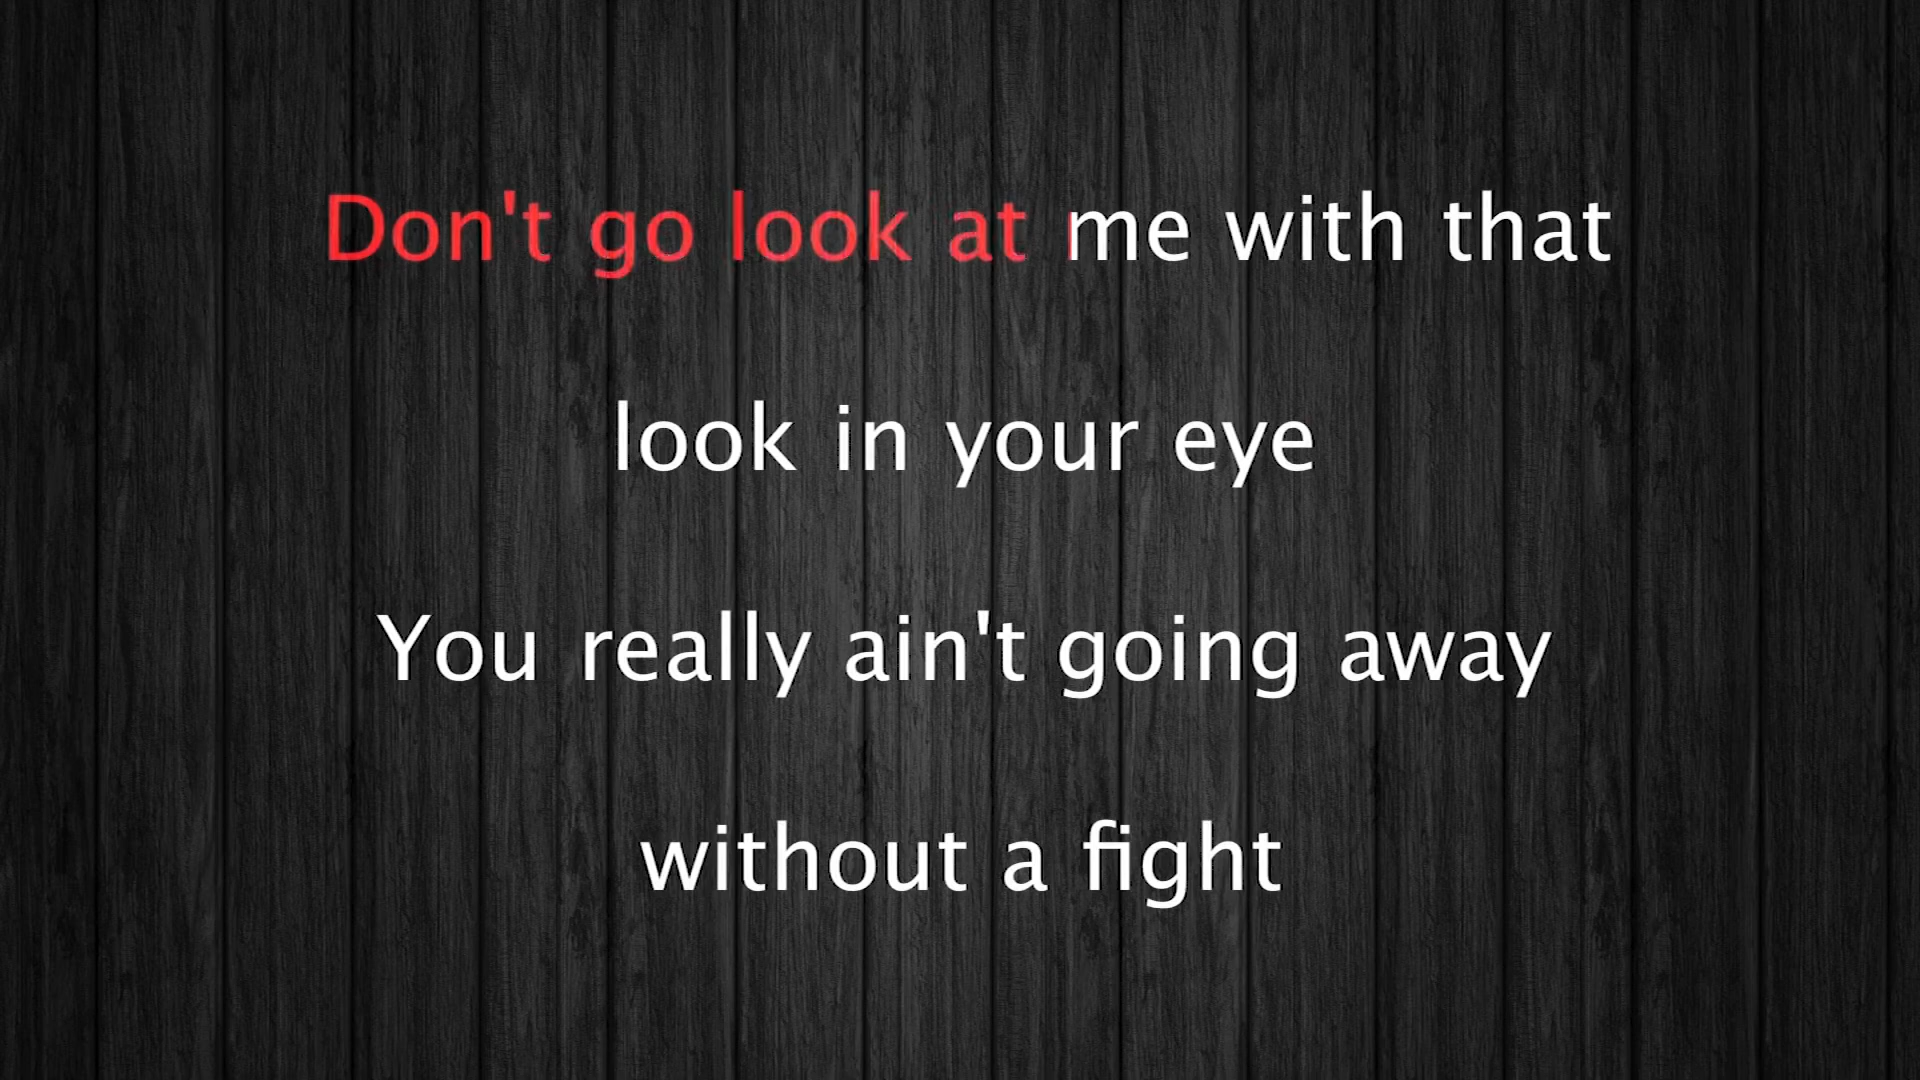 Don't go look at me with that
look in your eye
You really ain't going away
without a fight